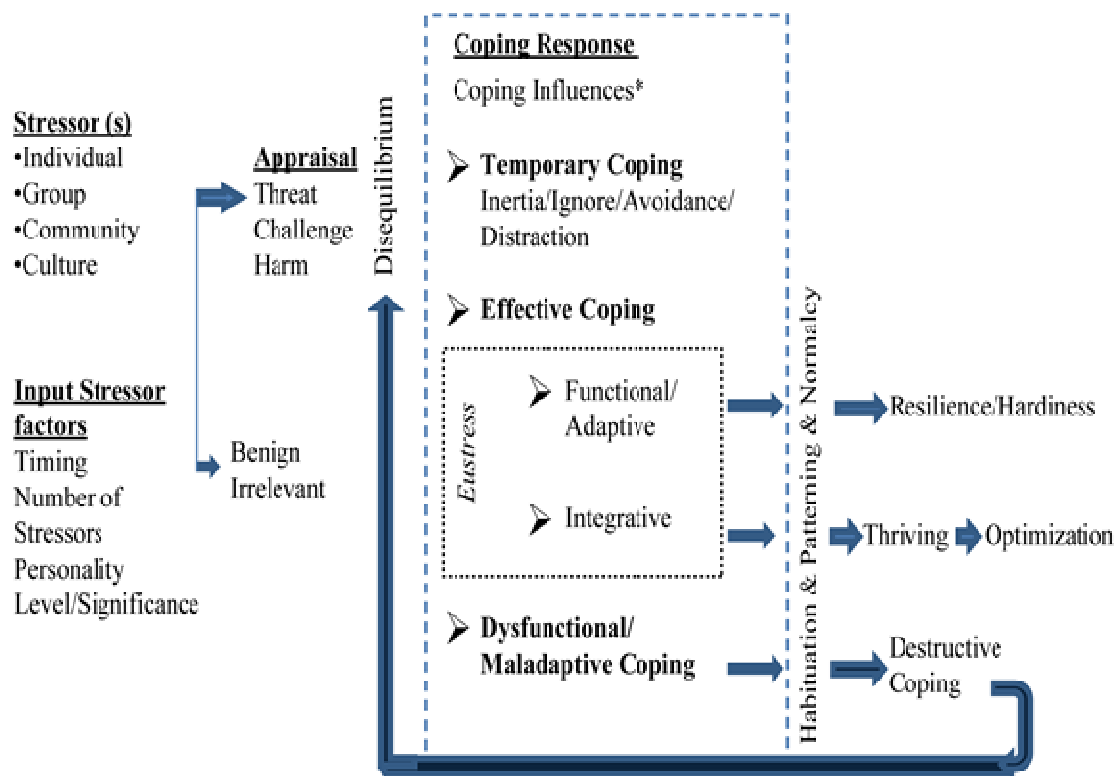 Stressor (s)
•Individual
•Group
•Community
•Culture
Input Stressor
factors
Timing
Number of
Stressors
Personality
Level/Significance
Appraisal
Threat
Challenge
Harm
Benign
Irrelevant
Disequilibrium
Coping Response
Coping Influences*
Temporary Coping
Inertia/Ignore/Avoidance/
Distraction
Effective Coping
Eustress
Functional/
Adaptive
Integrative
Dysfunctional/
Maladaptive Coping
Habituation & Patterning & Normalcy
Resilience/Hardiness
Thriving
Optimization
Destructive
Coping